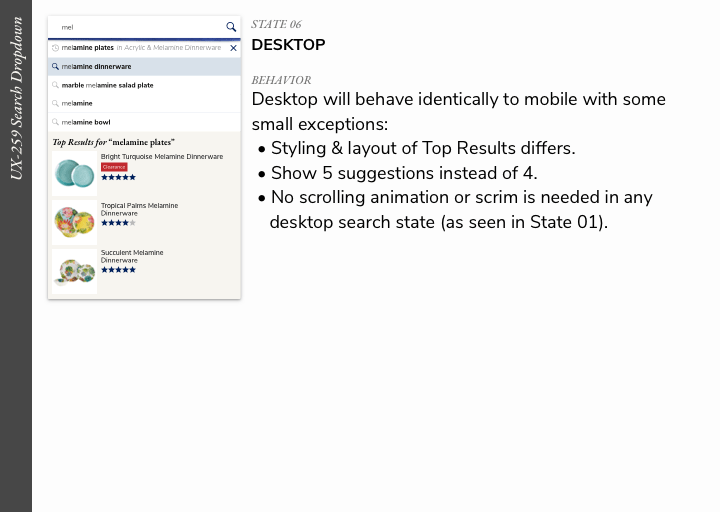 UX-259 Search Dropdown
mel
melamine plates in Acrylic & Melamine Dinnerware
melamine dinnerware
marble melamine salad plate
melamine
melamine bowl
Top Results for “melamine plates”
Bright Turquoise Melamine Dinnerware
Clearance
Tropical Palms Melamine
Dinnerware
Succulent Melamine
Dinnerware
STATE 06
DESKTOP
BEHAVIOR
Desktop will behave identically to mobile with some
small exceptions:
• Styling & layout of Top Results differs.
• Show 5 suggestions instead of 4.
• No scrolling animation or scrim is needed in any
desktop search state (as seen in State 01).